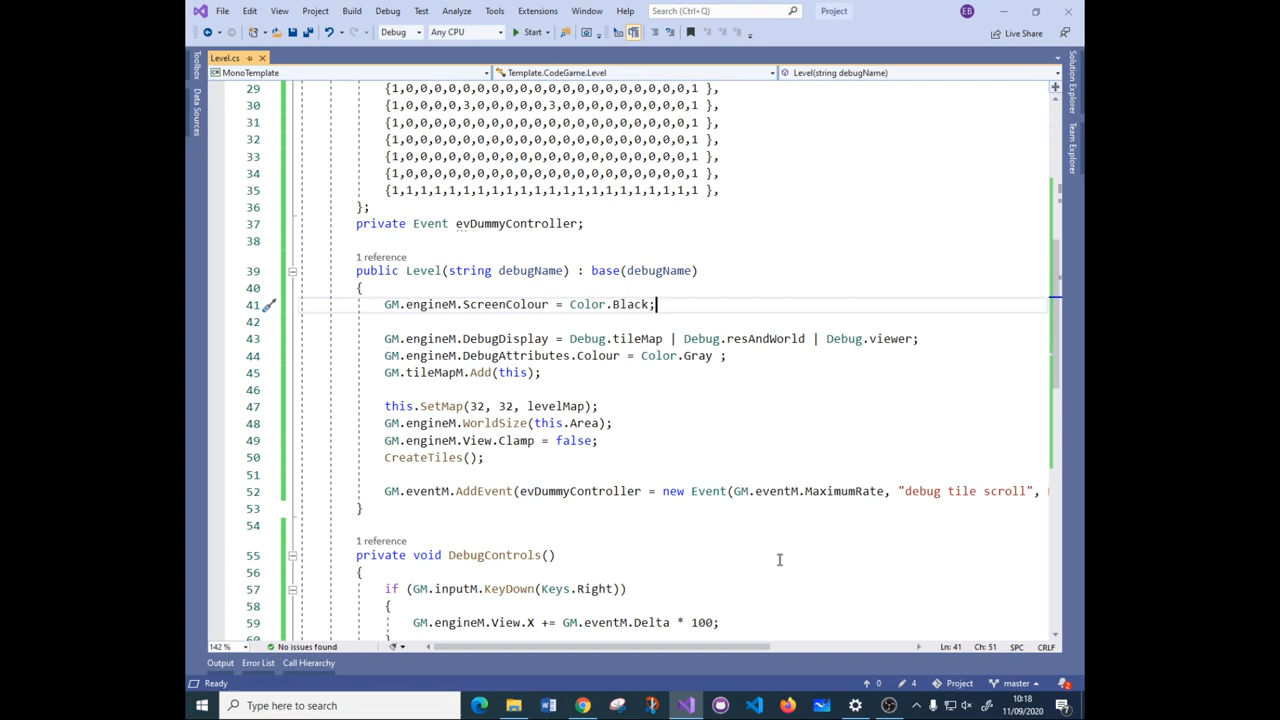 File Edit View Project Build Debug Test Analyze Tools Extensions Window Help Search (Ctrl+Q) Project EB
Debug Any CPU Start Live Share
Level.cs
MonoTemplate Template.CodeGame.Level Level(string debugName)
Toolbox
Data Sources
Solution Explorer
Team Explorer
29 {1,0,0,0,0,0,0,0,0,0,0,0,0,0,0,0,0,0,0,0,0,1 },
30 {1,0,0,0,0,3,0,0,0,0,0,3,0,0,0,0,0,0,0,0,0,1 },
31 {1,0,0,0,0,0,0,0,0,0,0,0,0,0,0,0,0,0,0,0,0,1 },
32 {1,0,0,0,0,0,0,0,0,0,0,0,0,0,0,0,0,0,0,0,0,1 },
33 {1,0,0,0,0,0,0,0,0,0,0,0,0,0,0,0,0,0,0,0,0,1 },
34 {1,0,0,0,0,0,0,0,0,0,0,0,0,0,0,0,0,0,0,0,0,1 },
35 {1,1,1,1,1,1,1,1,1,1,1,1,1,1,1,1,1,1,1,1,1,1 },
36 };
37 private Event evDummyController;
38
1 reference
39 public Level(string debugName) : base(debugName)
40 {
41 GM.engineM.ScreenColour = Color.Black;
42
43 GM.engineM.DebugDisplay = Debug.tileMap | Debug.resAndWorld | Debug.viewer;
44 GM.engineM.DebugAttributes.Colour = Color.Gray ;
45 GM.tileMapM.Add(this);
46
47 this.SetMap(32, 32, levelMap);
48 GM.engineM.WorldSize(this.Area);
49 GM.engineM.View.Clamp = false;
50 CreateTiles();
51
52 GM.eventM.AddEvent(evDummyController = new Event(GM.eventM.MaximumRate, "debug tile scroll",
53 }
54
1 reference
55 private void DebugControls()
56 {
57 if (GM.inputM.KeyDown(Keys.Right))
58 {
59 GM.engineM.View.X += GM.eventM.Delta * 100;
60 }
142 % No issues found Ln: 41 Ch: 51 SPC CRLF
Output Error List Call Hierarchy
Ready 0 4 Project master 2
Type here to search 10:18
11/09/2020 7